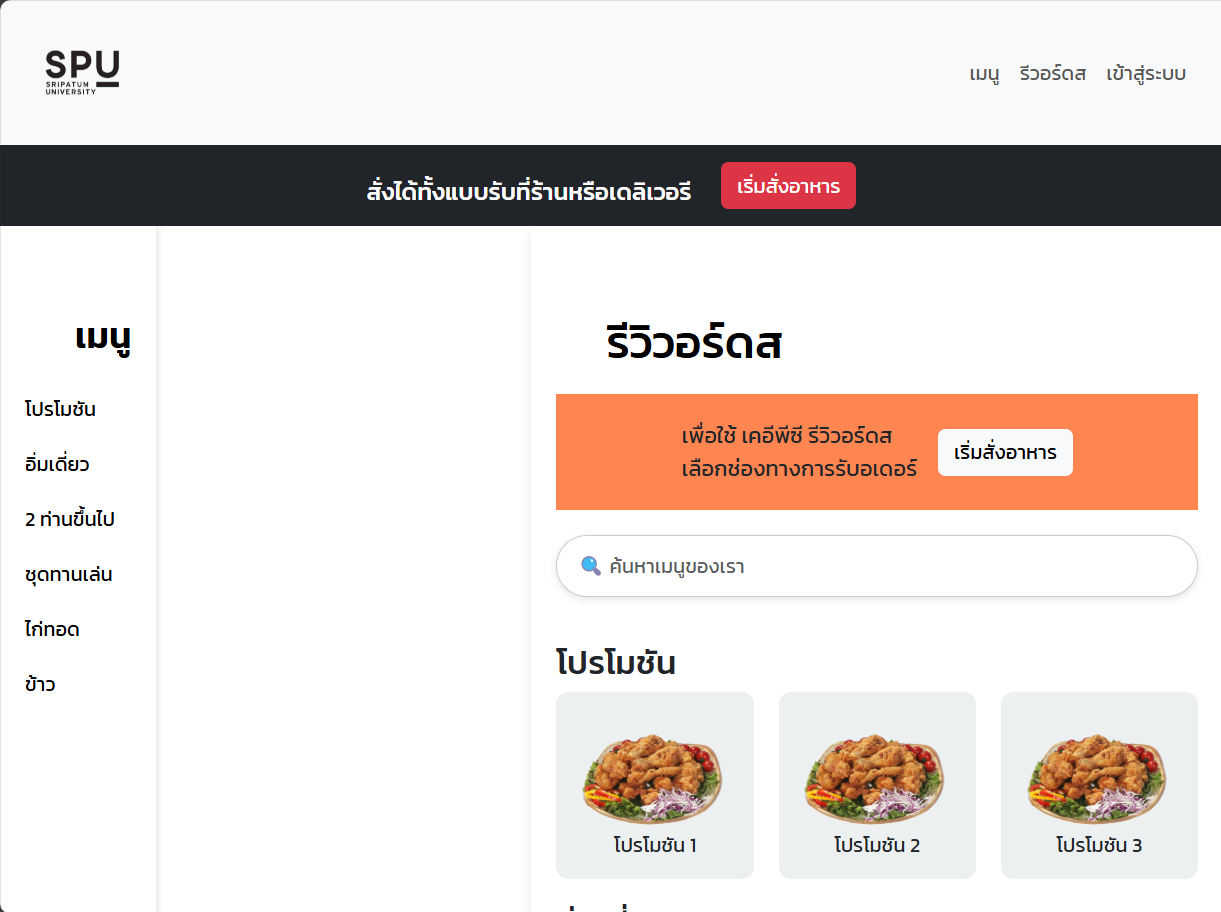 SPU
SRIPATUM
UNIVERSITY
เมนู รีวอร์ดส เข้าสู่ระบบ
สั่งได้ทั้งแบบรับที่ร้านหรือเดลิเวอรี เริ่มสั่งอาหาร
เมนู
โปรโมชัน
อิ่มเดี่ยว
2 ท่านขึ้นไป
ชุดทานเล่น
ไก่ทอด
ข้าว
รีวิวอร์ดส
เพื่อใช้ เคอีพีซี รีวิวอร์ดส
เลือกช่องทางการรับอเดอร์
เริ่มสั่งอาหาร
ค้นหาเมนูของเรา
โปรโมชัน
โปรโมชัน 1
โปรโมชัน 2
โปรโมชัน 3